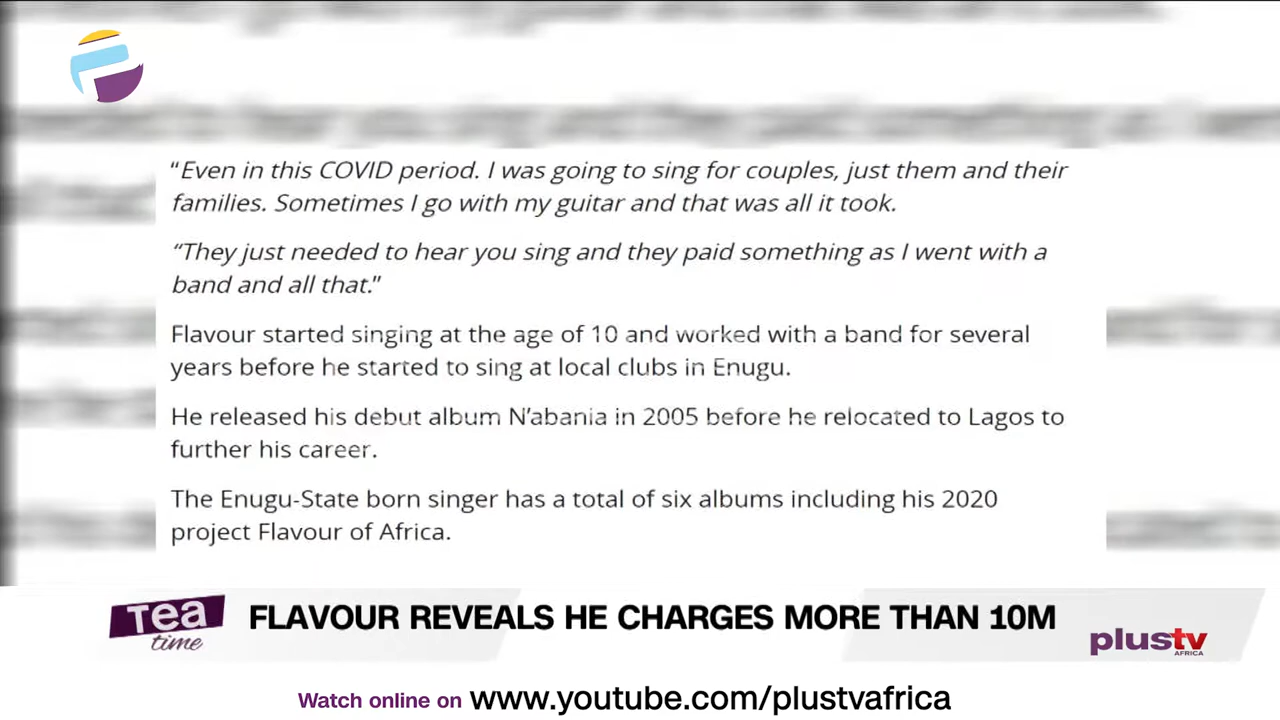 "Even in this COVID period. I was going to sing for couples, just them and their
families. Sometimes I go with my guitar and that was all it took.
"They just needed to hear you sing and they paid something as I went with a
band and all that."
Flavour started singing at the age of 10 and worked with a band for several
years before he started to sing at local clubs in Enugu.
He released his debut album N'abania in 2005 before he relocated to Lagos to
further his career.
The Enugu-State born singer has a total of six albums including his 2020
project Flavour of Africa.
Tea
time
FLAVOUR REVEALS HE CHARGES MORE THAN 10M
plustv
AFRICA
Watch online on www.youtube.com/plustvafrica